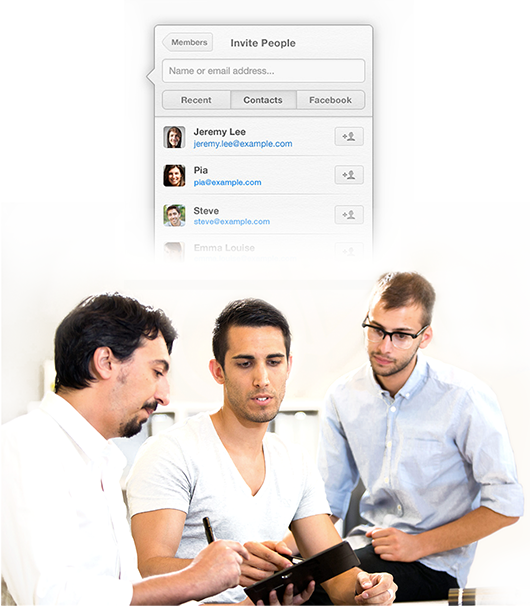 Members
Invite People
Name or email address...
Recent
Contacts
Facebook
Jeremy Lee
jeremy.lee@example.com
Pia
pia@example.com
Steve
steve@example.com
Emma Louise